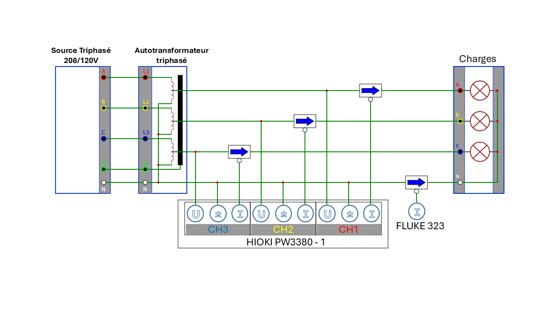 Source Triphasé
208/120V
Autotransformateur
triphasé
Charges
A
L1
B
L2
C
L3
N
N
C
N
U
I
U
I
U
I
I
CH3
CH2
CH1
HIOKI PW3380 - 1
FLUKE 323